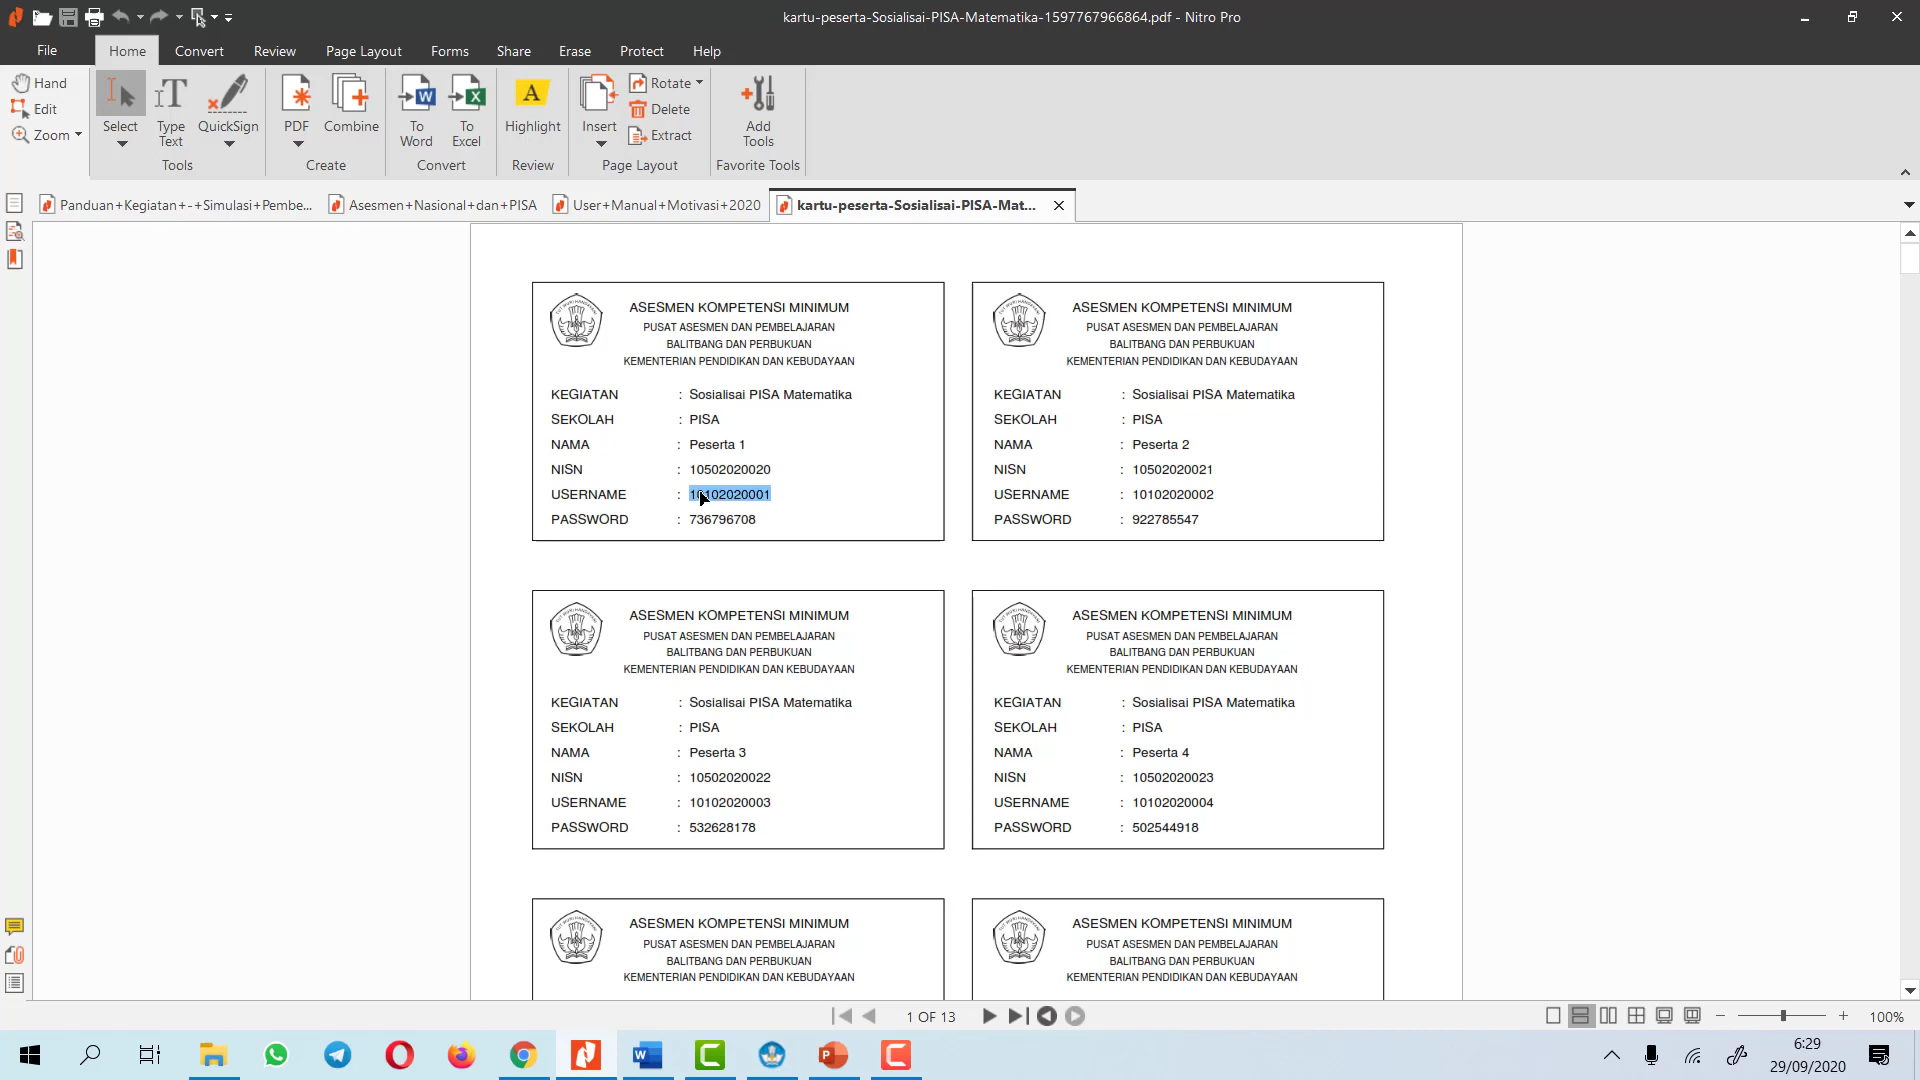 kartu-peserta-Sosialisai-PISA-Matematika-1597767966864.pdf - Nitro Pro
File Home Convert Review Page Layout Forms Share Erase Protect Help
Hand
Edit
Zoom
Select
Type Text
QuickSign
Tools
PDF
Combine
Create
To Word
To Excel
Convert
Highlight
Review
Insert
Rotate
Delete
Extract
Page Layout
Add Tools
Favorite Tools
Panduan+Kegiatan+-+Simulasi+Pembe... Asesmen+Nasional+dan+PISA User+Manual+Motivasi+2020 kartu-peserta-Sosialisai-PISA-Mat...
ASESMEN KOMPETENSI MINIMUM
PUSAT ASESMEN DAN PEMBELAJARAN
BALITBANG DAN PERBUKUAN
KEMENTERIAN PENDIDIKAN DAN KEBUDAYAAN
KEGIATAN : Sosialisai PISA Matematika
SEKOLAH : PISA
NAMA : Peserta 1
NISN : 10502020020
USERNAME : 10102020001
PASSWORD : 736796708
ASESMEN KOMPETENSI MINIMUM
PUSAT ASESMEN DAN PEMBELAJARAN
BALITBANG DAN PERBUKUAN
KEMENTERIAN PENDIDIKAN DAN KEBUDAYAAN
KEGIATAN : Sosialisai PISA Matematika
SEKOLAH : PISA
NAMA : Peserta 2
NISN : 10502020021
USERNAME : 10102020002
PASSWORD : 922785547
ASESMEN KOMPETENSI MINIMUM
PUSAT ASESMEN DAN PEMBELAJARAN
BALITBANG DAN PERBUKUAN
KEMENTERIAN PENDIDIKAN DAN KEBUDAYAAN
KEGIATAN : Sosialisai PISA Matematika
SEKOLAH : PISA
NAMA : Peserta 3
NISN : 10502020022
USERNAME : 10102020003
PASSWORD : 532628178
ASESMEN KOMPETENSI MINIMUM
PUSAT ASESMEN DAN PEMBELAJARAN
BALITBANG DAN PERBUKUAN
KEMENTERIAN PENDIDIKAN DAN KEBUDAYAAN
KEGIATAN : Sosialisai PISA Matematika
SEKOLAH : PISA
NAMA : Peserta 4
NISN : 10502020023
USERNAME : 10102020004
PASSWORD : 502544918
ASESMEN KOMPETENSI MINIMUM
PUSAT ASESMEN DAN PEMBELAJARAN
BALITBANG DAN PERBUKUAN
KEMENTERIAN PENDIDIKAN DAN KEBUDAYAAN
ASESMEN KOMPETENSI MINIMUM
PUSAT ASESMEN DAN PEMBELAJARAN
BALITBANG DAN PERBUKUAN
KEMENTERIAN PENDIDIKAN DAN KEBUDAYAAN
1 OF 13
100%
6:29
29/09/2020